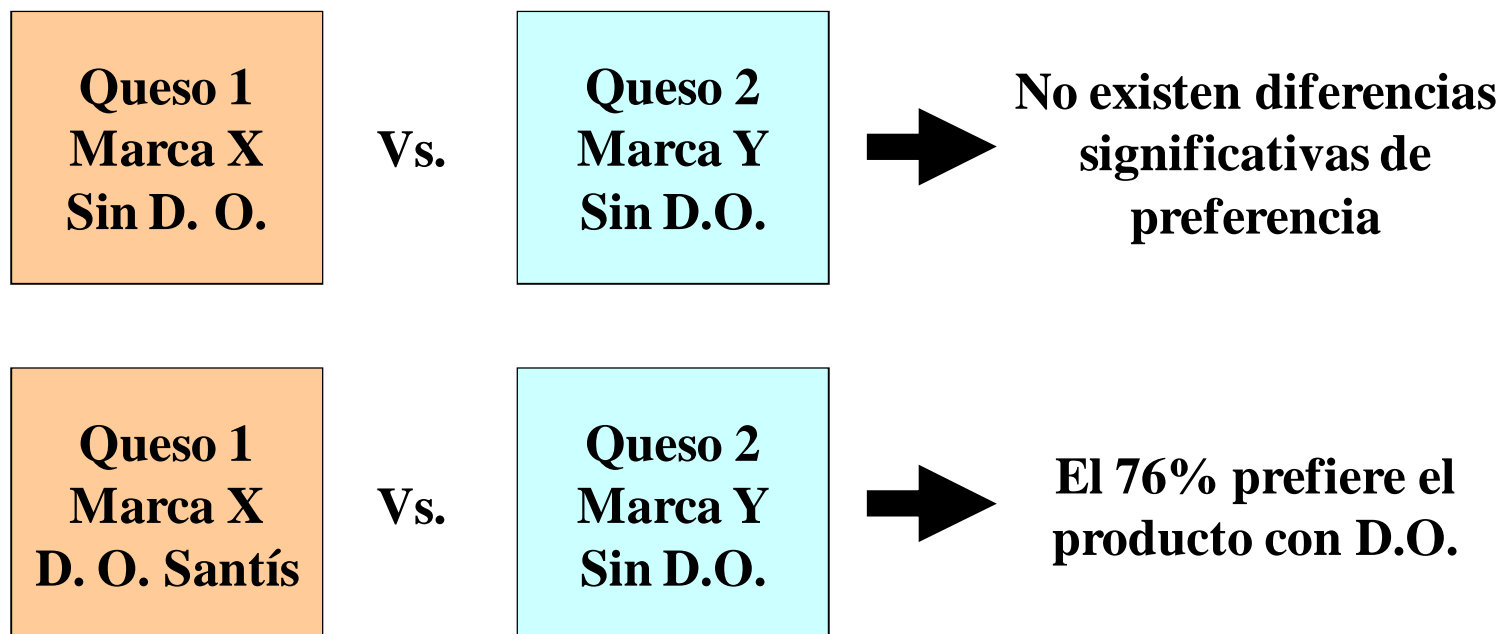 Queso 1
Marca X
Sin D. O.
Vs.
Queso 2
Marca Y
Sin D.O.
No existen diferencias
significativas de
preferencia
Queso 1
Marca X
D. O. Santís
Vs.
Queso 2
Marca Y
Sin D.O.
El 76% prefiere el
producto con D.O.